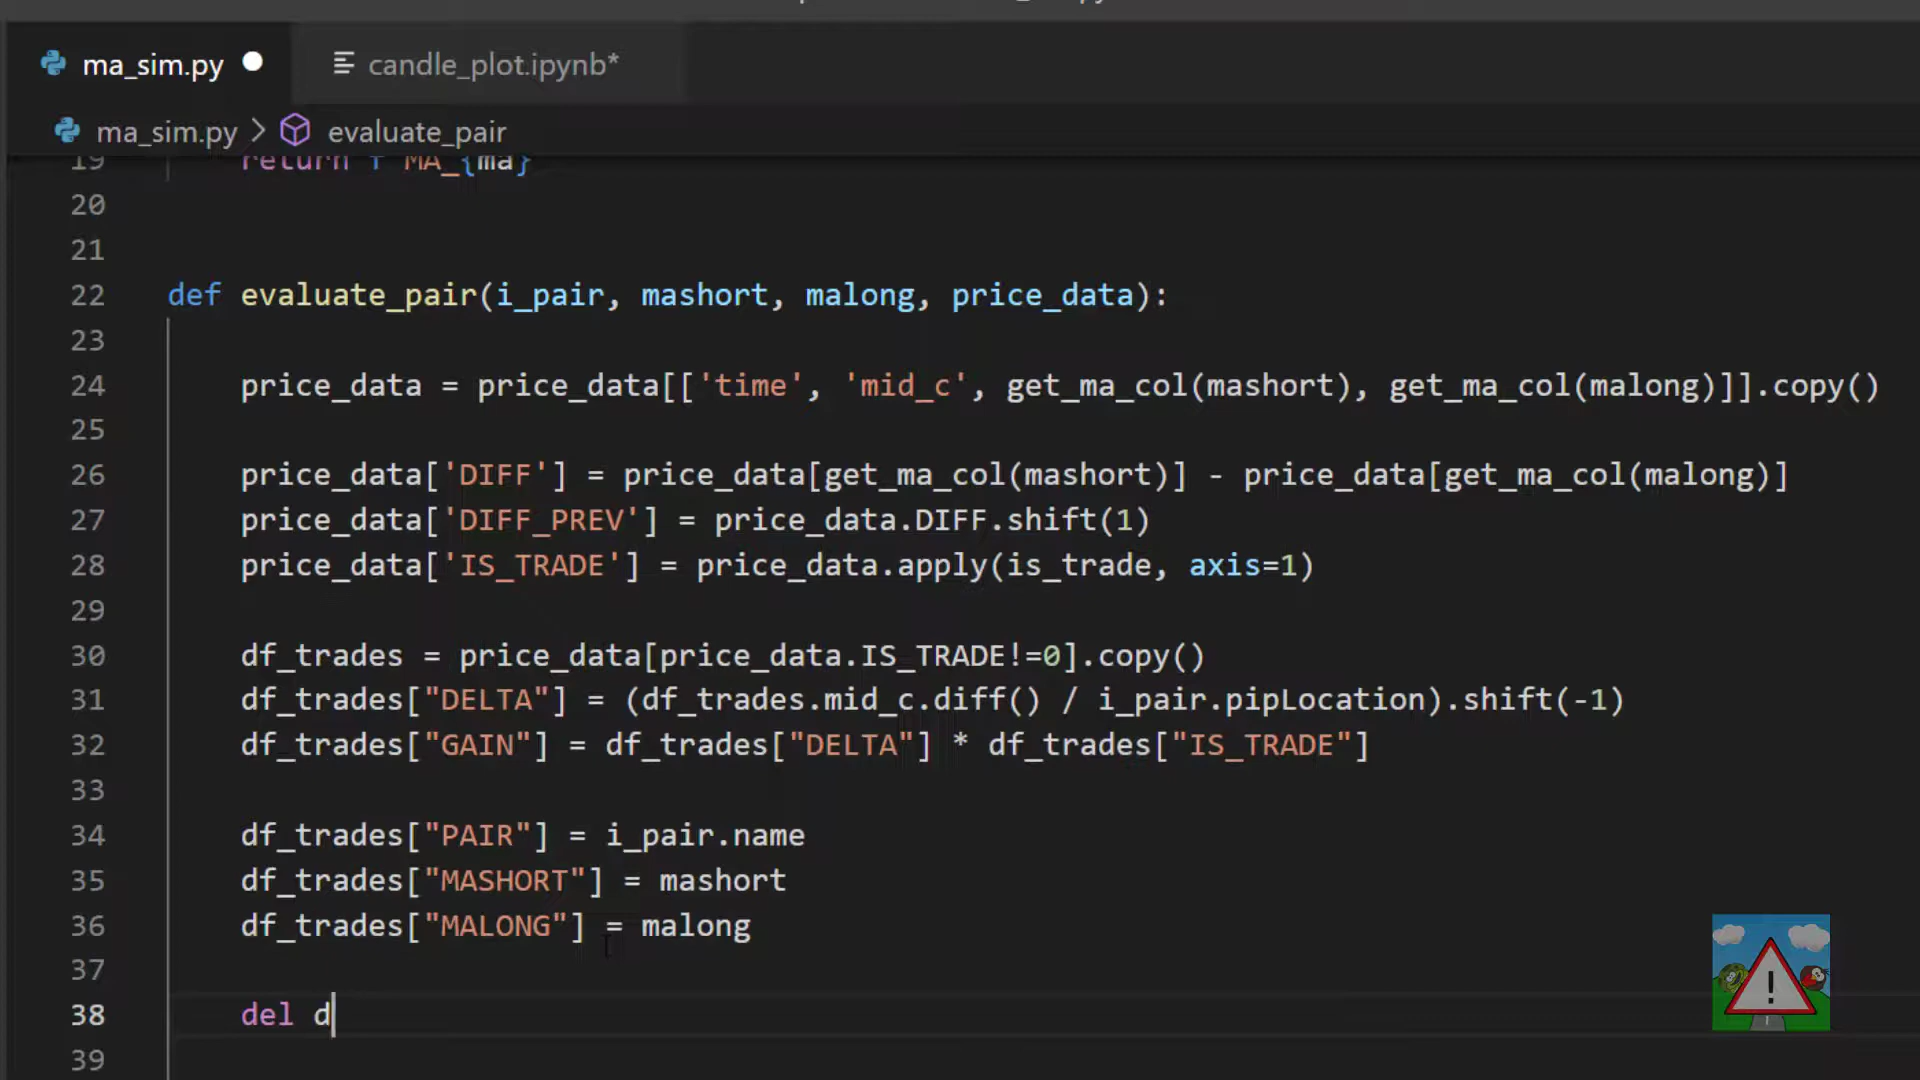 ma_sim.py
candle_plot.ipynb*
ma_sim.py > evaluate_pair
19 return f"MA_{ma}"
20
21
22 def evaluate_pair(i_pair, mashort, malong, price_data):
23
24 price_data = price_data[['time', 'mid_c', get_ma_col(mashort), get_ma_col(malong)]].copy()
25
26 price_data['DIFF'] = price_data[get_ma_col(mashort)] - price_data[get_ma_col(malong)]
27 price_data['DIFF_PREV'] = price_data.DIFF.shift(1)
28 price_data['IS_TRADE'] = price_data.apply(is_trade, axis=1)
29
30 df_trades = price_data[price_data.IS_TRADE!=0].copy()
31 df_trades["DELTA"] = (df_trades.mid_c.diff() / i_pair.pipLocation).shift(-1)
32 df_trades["GAIN"] = df_trades["DELTA"] * df_trades["IS_TRADE"]
33
34 df_trades["PAIR"] = i_pair.name
35 df_trades["MASHORT"] = mashort
36 df_trades["MALONG"] = malong
37
38 del d
39